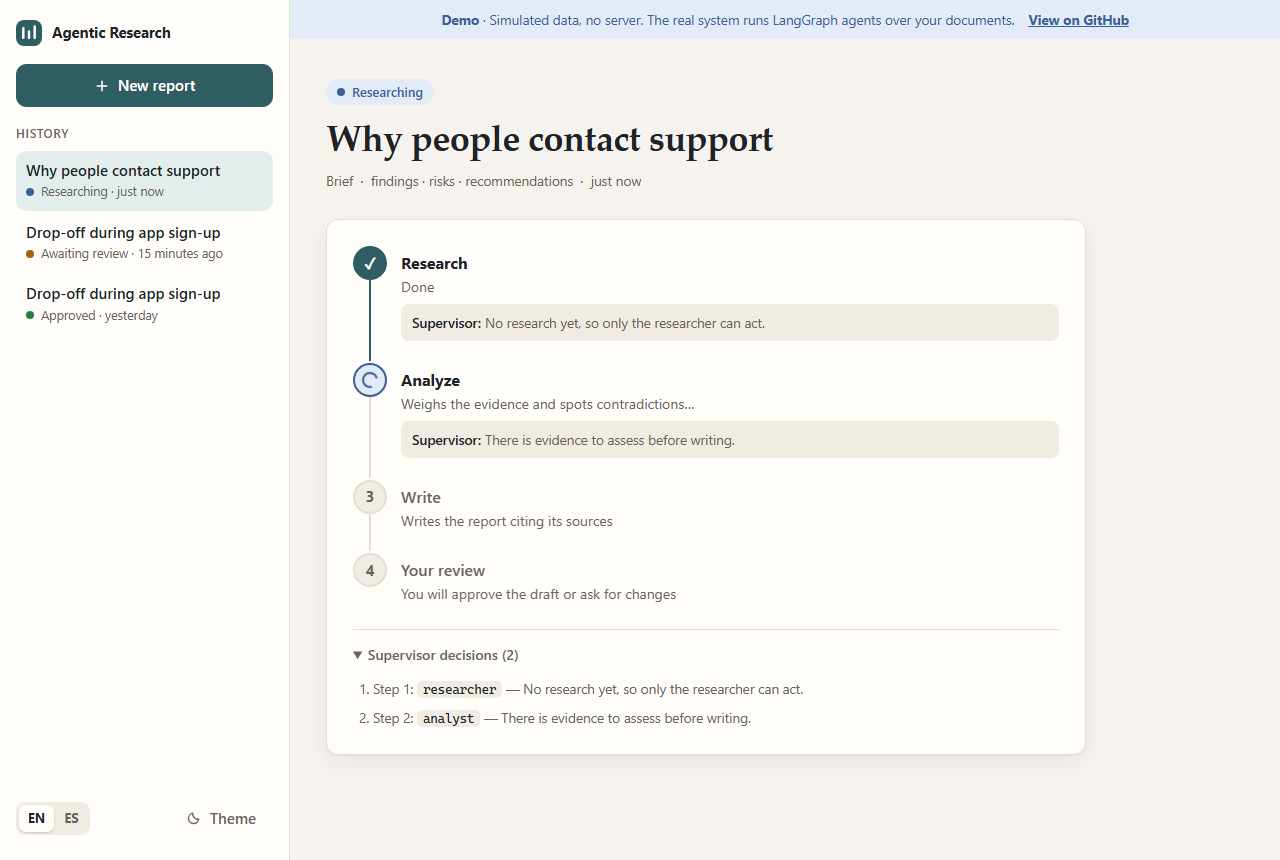 Agentic Research
+ New report
HISTORY
Why people contact support
Researching · just now
Drop-off during app sign-up
Awaiting review · 15 minutes ago
Drop-off during app sign-up
Approved · yesterday
EN ES
Theme
Demo · Simulated data, no server. The real system runs LangGraph agents over your documents. View on GitHub
Researching
Why people contact support
Brief · findings · risks · recommendations · just now
Research
Done
Supervisor: No research yet, so only the researcher can act.
Analyze
Weighs the evidence and spots contradictions…
Supervisor: There is evidence to assess before writing.
3 Write
Writes the report citing its sources
4 Your review
You will approve the draft or ask for changes
▼ Supervisor decisions (2)
1. Step 1: researcher — No research yet, so only the researcher can act.
2. Step 2: analyst — There is evidence to assess before writing.